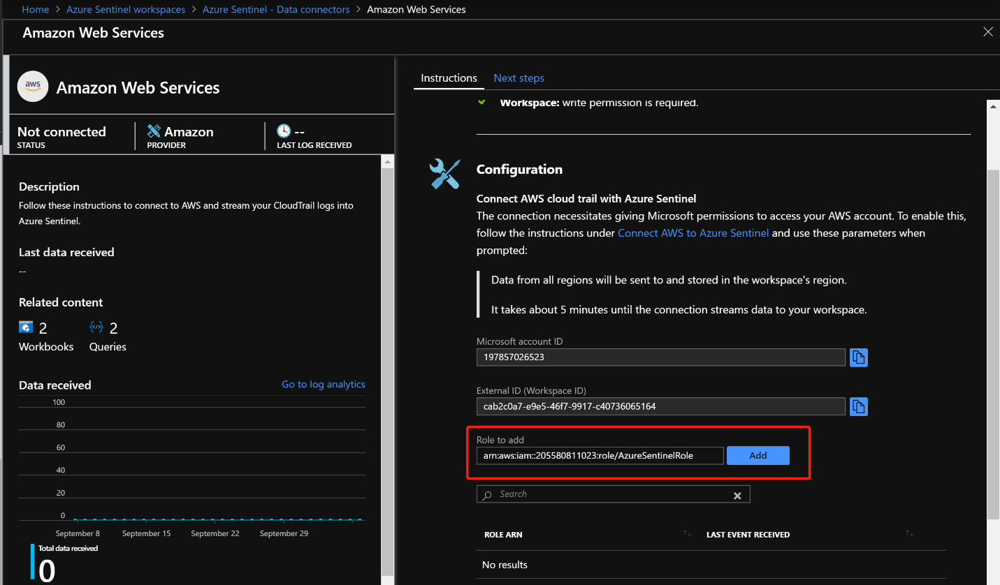 Home > Azure Sentinel workspaces > Azure Sentinel - Data connectors > Amazon Web Services
Amazon Web Services
aws
Amazon Web Services
Not connected
STATUS
Amazon
PROVIDER
--
LAST LOG RECEIVED
Description
Follow these instructions to connect to AWS and stream your CloudTrail logs into
Azure Sentinel.
Last data received
--
Related content
2
Workbooks
2
Queries
Data received
Go to log analytics
100
80
60
40
20
0
September 8
September 15
September 22
September 29
Total data received
0
Instructions
Next steps
Workspace: write permission is required.
Configuration
Connect AWS cloud trail with Azure Sentinel
The connection necessitates giving Microsoft permissions to access your AWS account. To enable this,
follow the instructions under Connect AWS to Azure Sentinel and use these parameters when
prompted:
Data from all regions will be sent to and stored in the workspace's region.
It takes about 5 minutes until the connection streams data to your workspace.
Microsoft account ID
197857026523
External ID (Workspace ID)
cab2c0a7-e9e5-46f7-9917-c40736065164
Role to add
arn:aws:iam::205580811023:role/AzureSentinelRole
Add
Search
ROLE ARN
LAST EVENT RECEIVED
No results